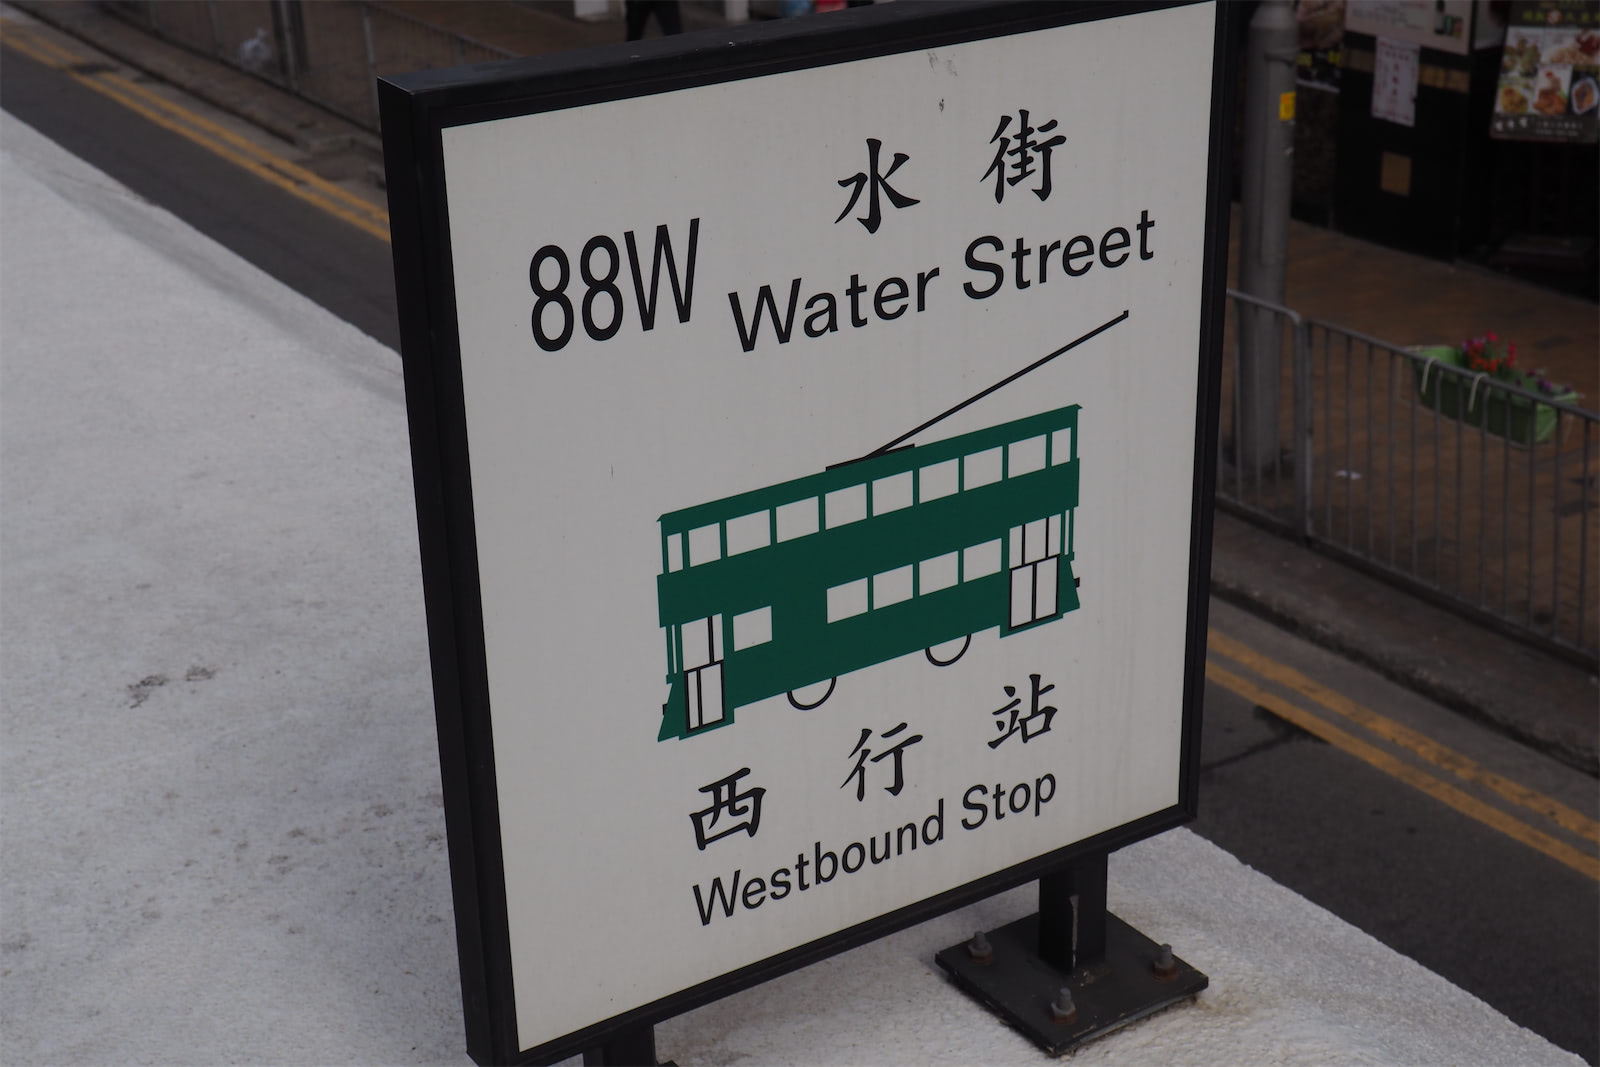 水街
88W Water Street
西行站
Westbound Stop